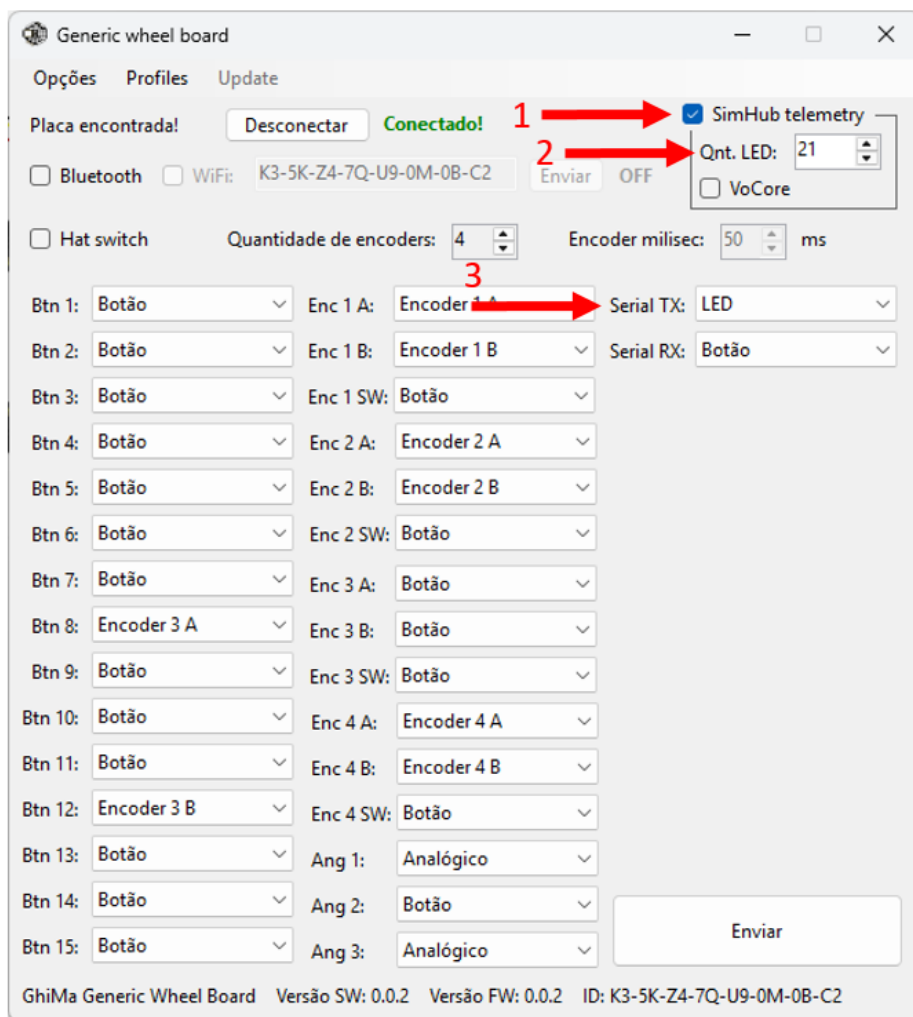 Generic wheel board
Opções Profiles Update
Placa encontrada! Desconectar Conectado! 1 SimHub telemetry
2 Qnt. LED: 21
Bluetooth WiFi: K3-5K-Z4-7Q-U9-0M-0B-C2 Enviar OFF VoCore
Hat switch Quantidade de encoders: 4 Encoder milisec: 50 ms
3
Btn 1: Botão Enc 1 A: Encoder 1 A Serial TX: LED
Btn 2: Botão Enc 1 B: Encoder 1 B Serial RX: Botão
Btn 3: Botão Enc 1 SW: Botão
Btn 4: Botão Enc 2 A: Encoder 2 A
Btn 5: Botão Enc 2 B: Encoder 2 B
Btn 6: Botão Enc 2 SW: Botão
Btn 7: Botão Enc 3 A: Botão
Btn 8: Encoder 3 A Enc 3 B: Botão
Btn 9: Botão Enc 3 SW: Botão
Btn 10: Botão Enc 4 A: Encoder 4 A
Btn 11: Botão Enc 4 B: Encoder 4 B
Btn 12: Encoder 3 B Enc 4 SW: Botão
Btn 13: Botão Ang 1: Analógico
Btn 14: Botão Ang 2: Botão
Btn 15: Botão Ang 3: Analógico
Enviar
GhiMa Generic Wheel Board Versão SW: 0.0.2 Versão FW: 0.0.2 ID: K3-5K-Z4-7Q-U9-0M-0B-C2